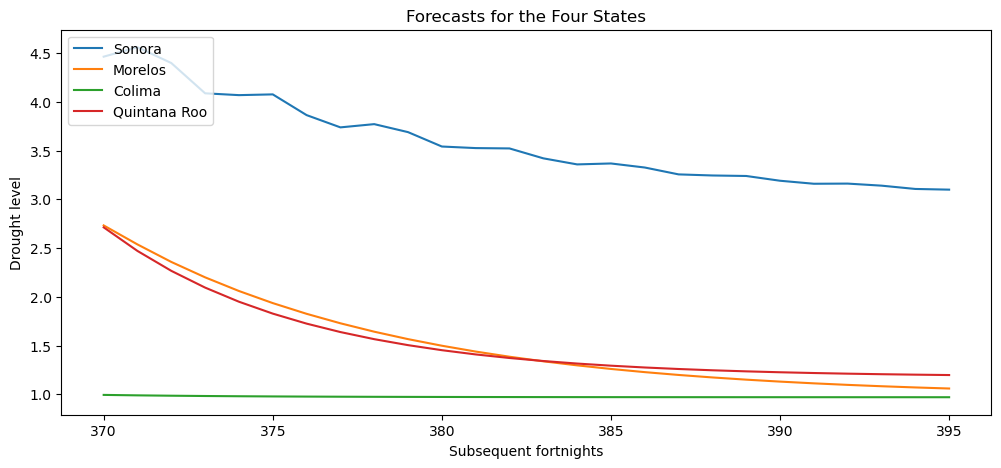 Forecasts for the Four States
Sonora
Morelos
Colima
Quintana Roo
Drought level
4.5
4.0
3.5
3.0
2.5
2.0
1.5
1.0
370 375 380 385 390 395
Subsequent fortnights